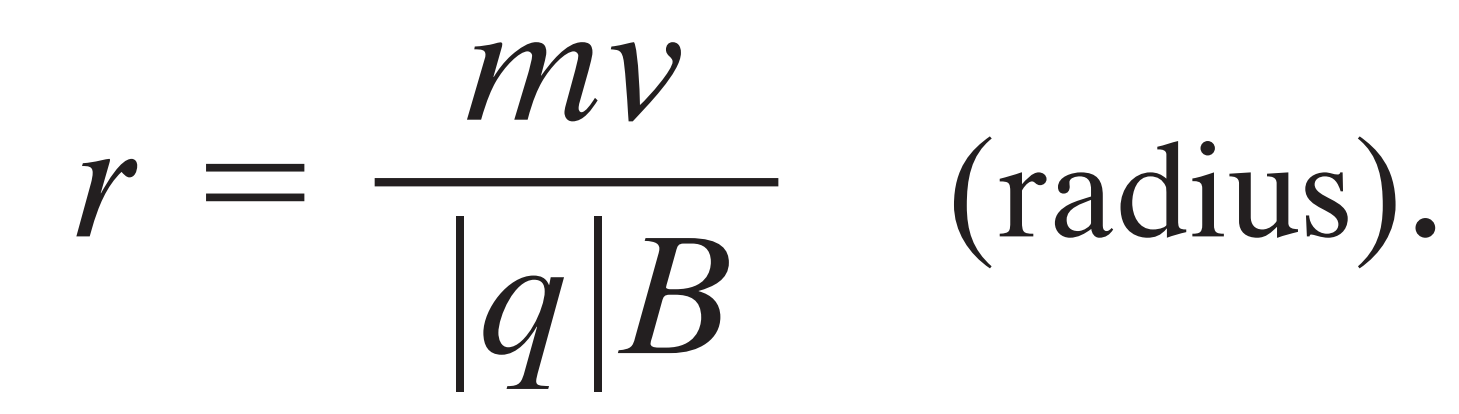 r = mv / |q|B (radius).